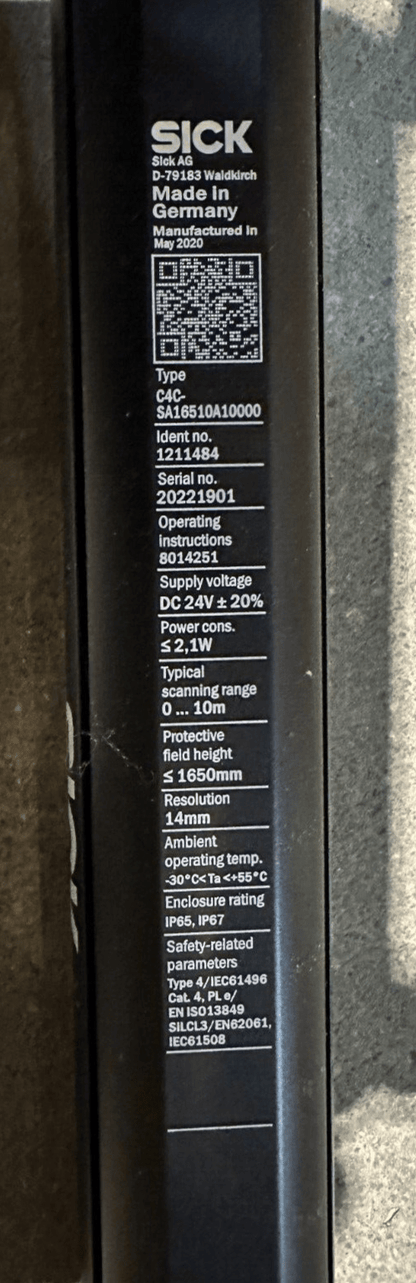 SICK
Sick AG
D-79183 Waldkirch
Made in
Germany
Manufactured in
May 2020
Type
C4C-
SA16510A10000
Ident no.
1211484
Serial no.
20221901
Operating
instructions
8014251
Supply voltage
DC 24V ± 20%
Power cons.
≤ 2,1W
Typical
scanning range
0 ... 10m
Protective
field height
≤ 1650mm
Resolution
14mm
Ambient
operating temp.
-30°C<Ta<+55°C
Enclosure rating
IP65, IP67
Safety-related
parameters
Type 4/IEC61496
Cat. 4, PL e/
EN ISO13849
SILCL3/EN62061,
IEC61508
SICK